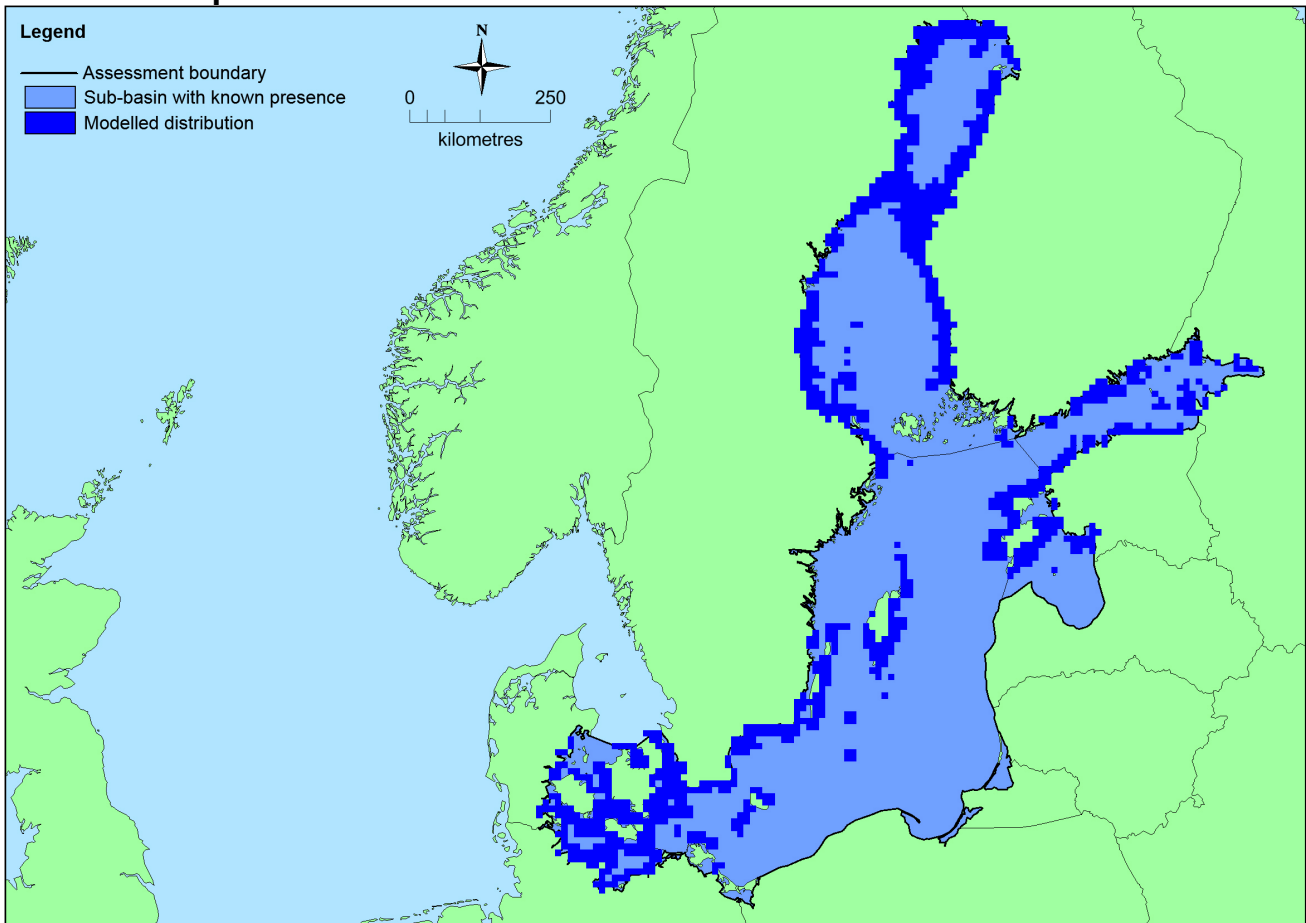 Legend
Assessment boundary
Sub-basin with known presence
Modelled distribution
N
0 250
kilometres